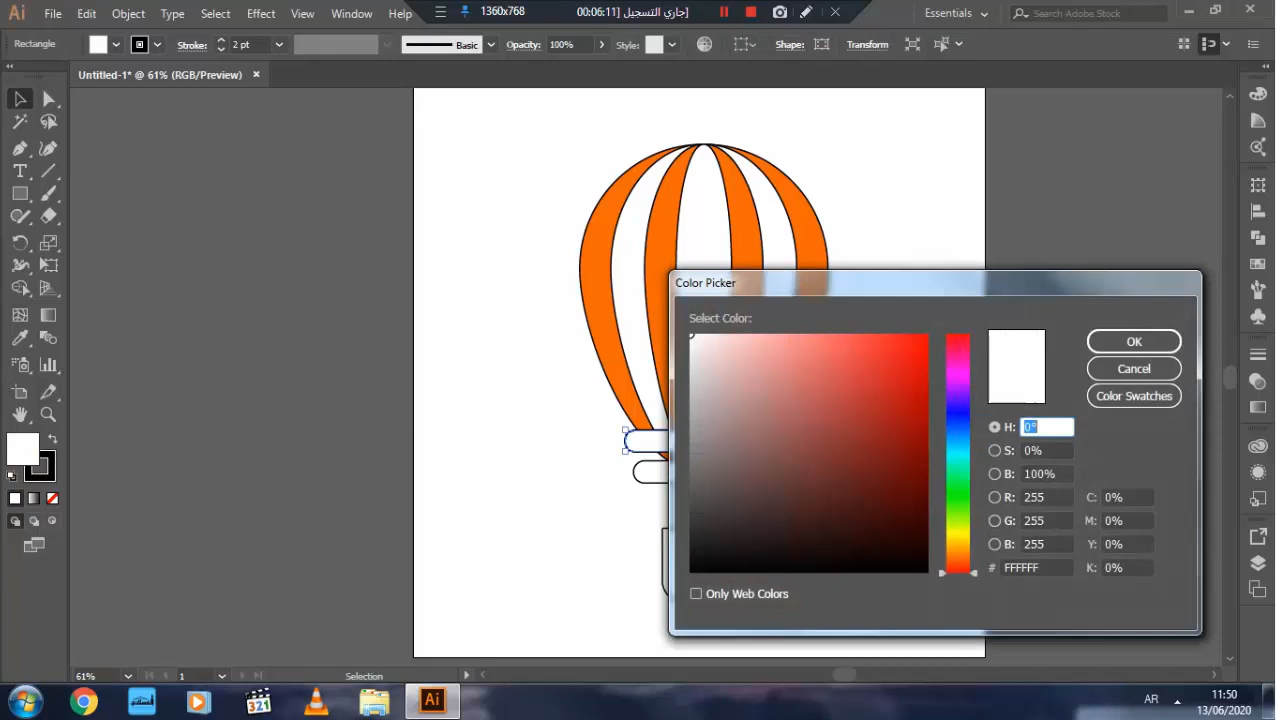 Ai File Edit Object Type Select Effect View Window Help 1360x768 00:06:11] جاري التسجيل] Essentials Search Adobe Stock
Rectangle Stroke: 2 pt Basic Opacity: 100% Style: Shape: Transform
Untitled-1* @ 61% (RGB/Preview)
Color Picker
Select Color:
OK
Cancel
Color Swatches
H: 0°
S: 0%
B: 100%
R: 255 C: 0%
G: 255 M: 0%
B: 255 Y: 0%
# FFFFFF K: 0%
Only Web Colors
61% 1 Selection
321 Ai AR 11:50
13/06/2020